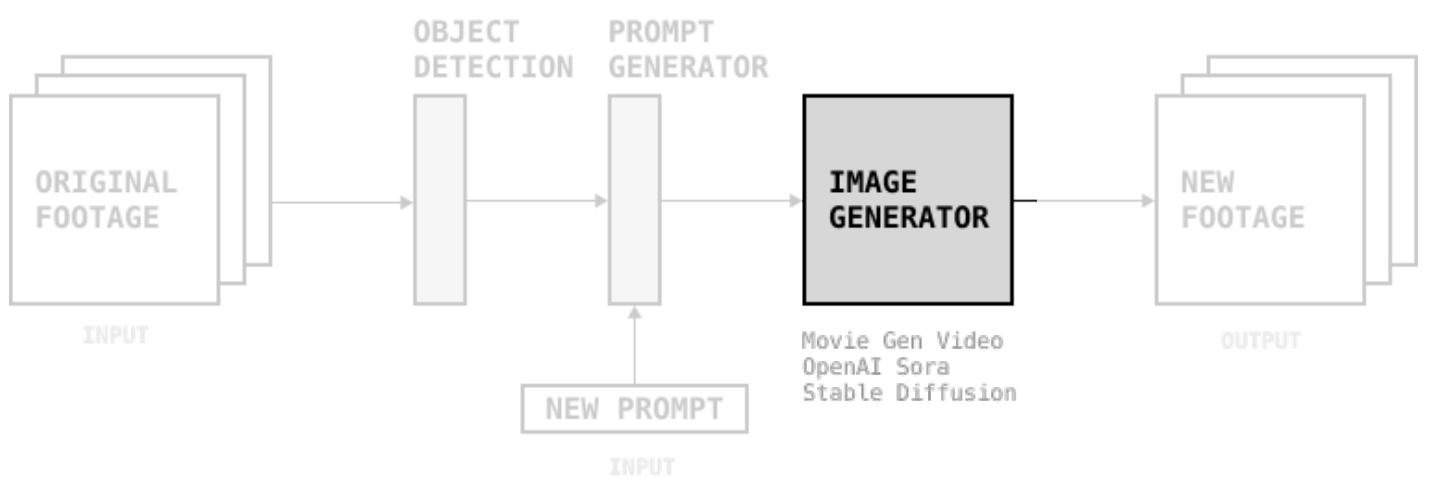 OBJECT
DETECTION
PROMPT
GENERATOR
ORIGINAL
FOOTAGE
IMAGE
GENERATOR
NEW
FOOTAGE
INPUT
Movie Gen Video
OpenAI Sora
Stable Diffusion
OUTPUT
NEW PROMPT
INPUT